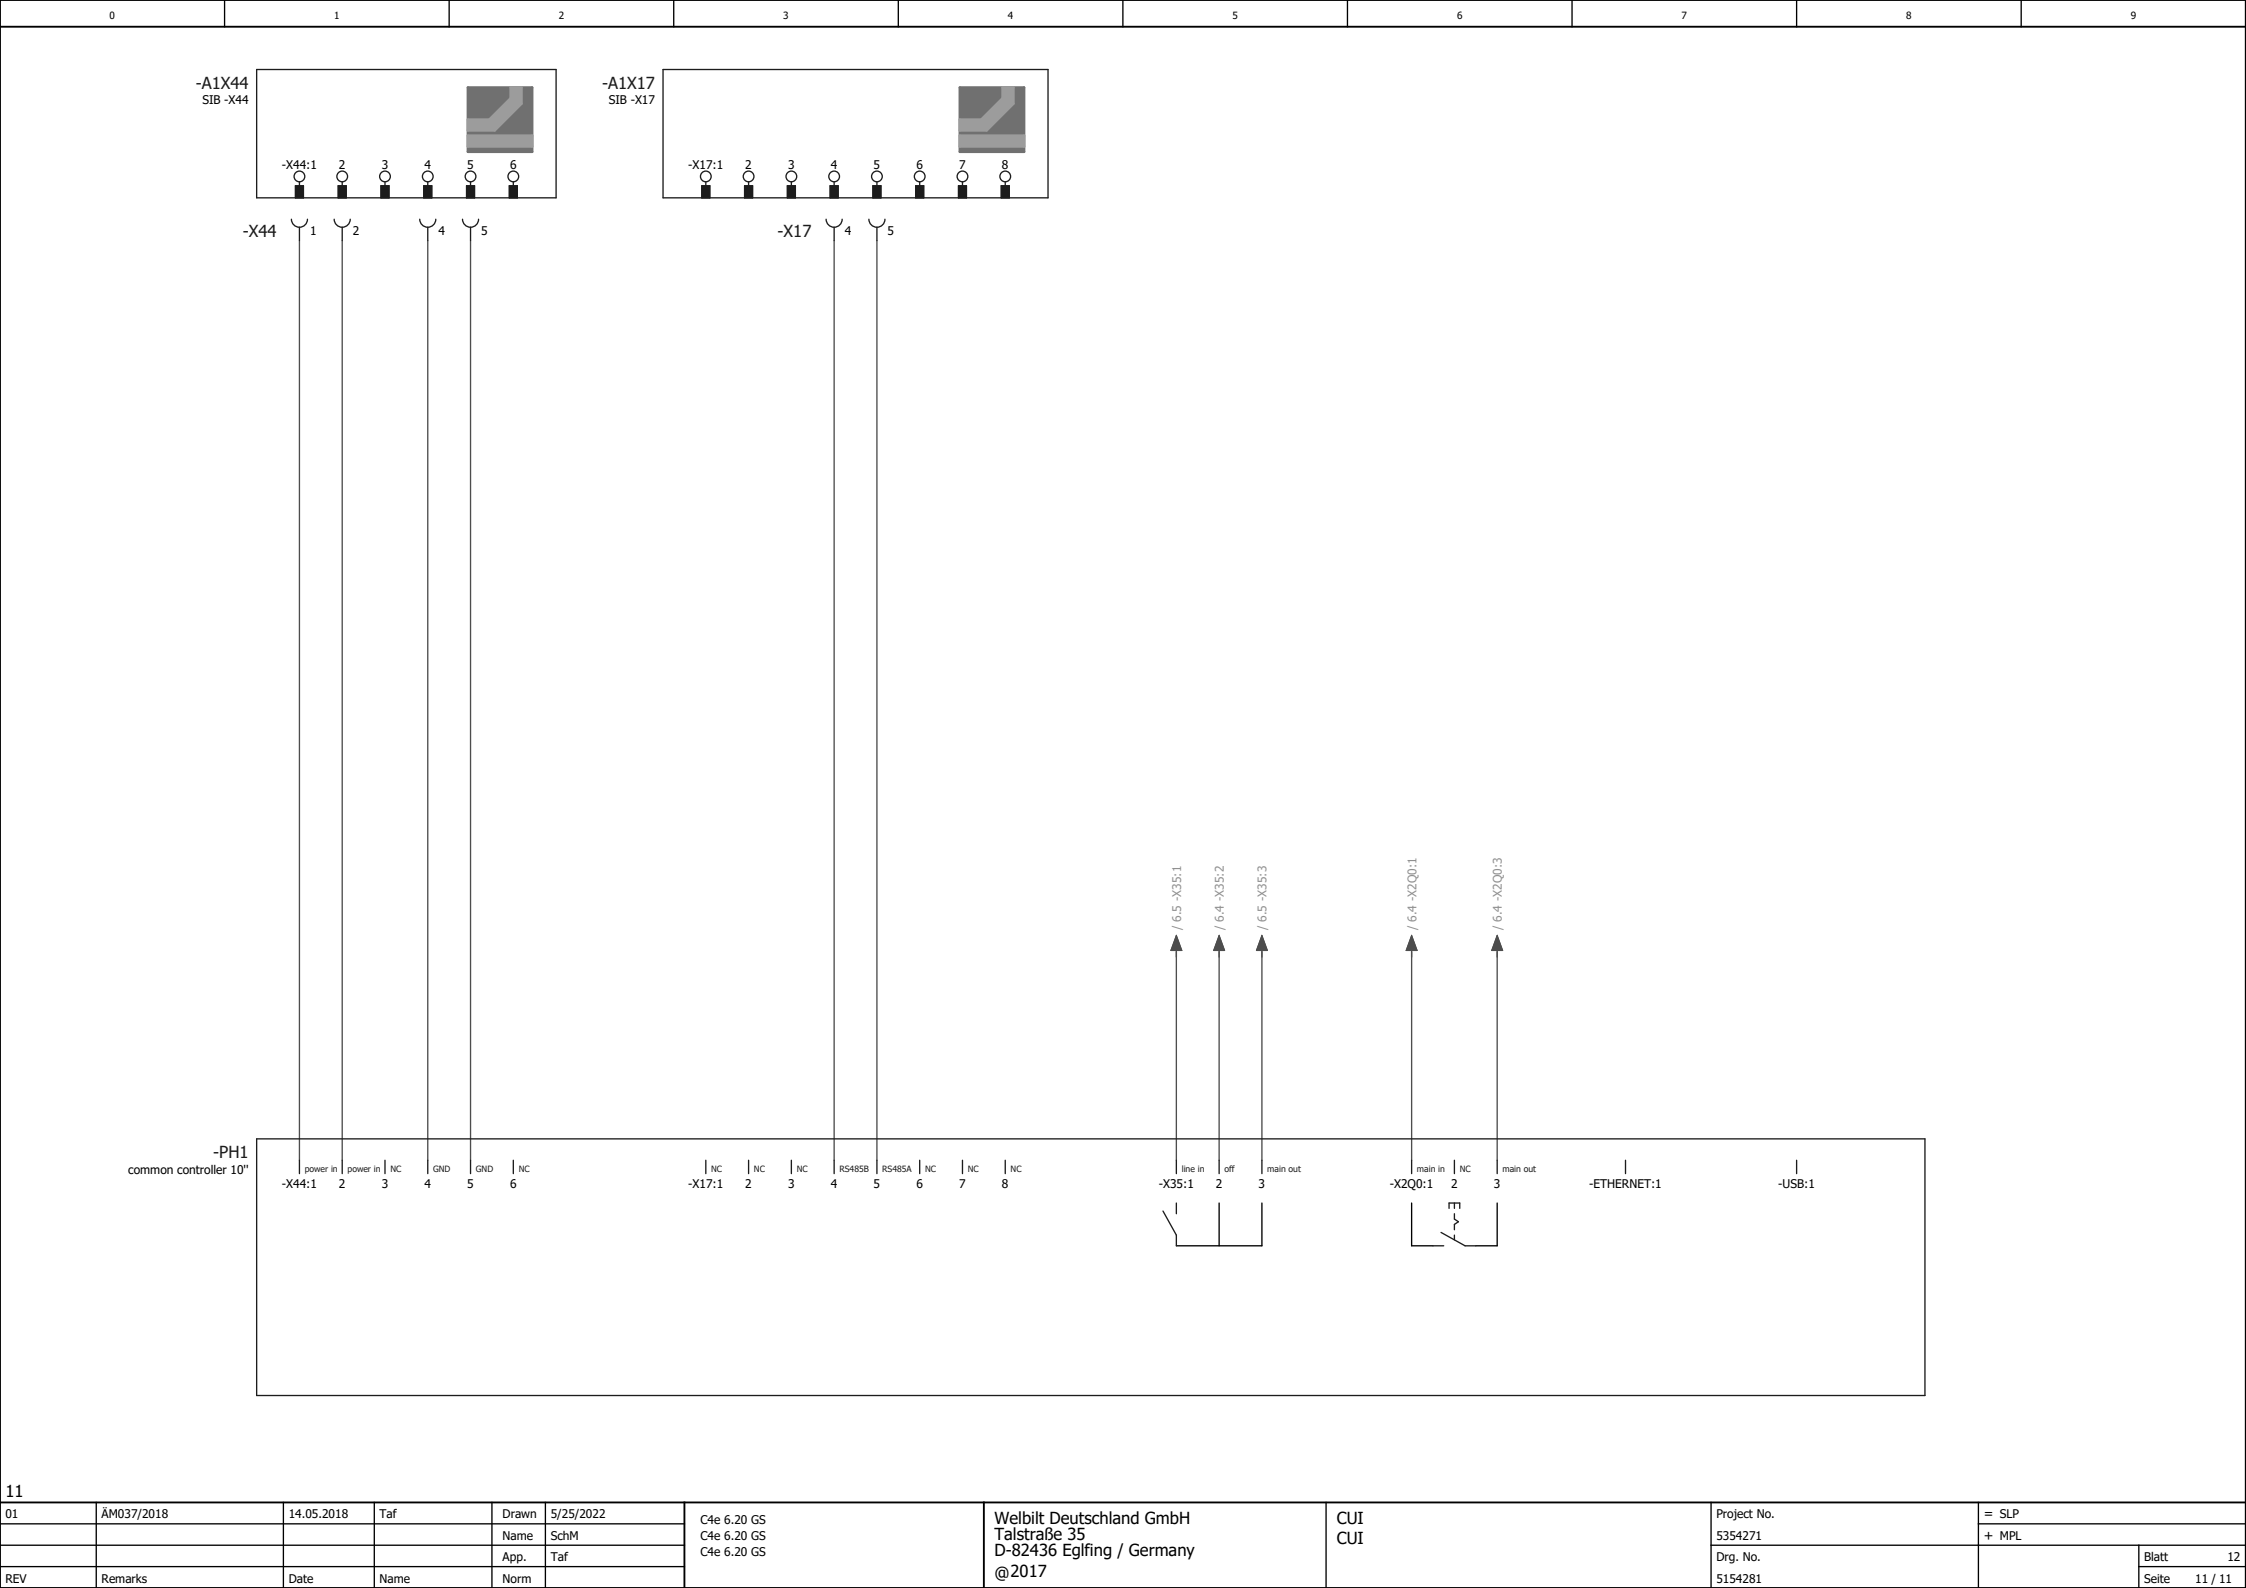 0 1 2 3 4 5 6 7 8 9
-A1X44
SIB -X44
-X44:1 2 3 4 5 6
-A1X17
SIB -X17
-X17:1 2 3 4 5 6 7 8
-X44 1 2 4 5
-X17 4 5
/ 6.5 -X35:1
/ 6.4 -X35:2
/ 6.5 -X35:3
/ 6.4 -X2Q0:1
/ 6.4 -X2Q0:3
-PH1
common controller 10"
power in power in NC GND GND NC
-X44:1 2 3 4 5 6
NC NC NC RS485B RS485A NC NC NC
-X17:1 2 3 4 5 6 7 8
line in off main out
-X35:1 2 3
main in NC main out
-X2Q0:1 2 3
-ETHERNET:1
-USB:1
11
01 ÄM037/2018 14.05.2018 Taf
REV Remarks Date Name
Drawn 5/25/2022
Name SchM
App. Taf
Norm
C4e 6.20 GS
C4e 6.20 GS
C4e 6.20 GS
Welbilt Deutschland GmbH
Talstraße 35
D-82436 Eglfing / Germany
@2017
CUI
CUI
Project No.
5354271
Drg. No.
5154281
= SLP
+ MPL
Blatt 12
Seite 11 / 11